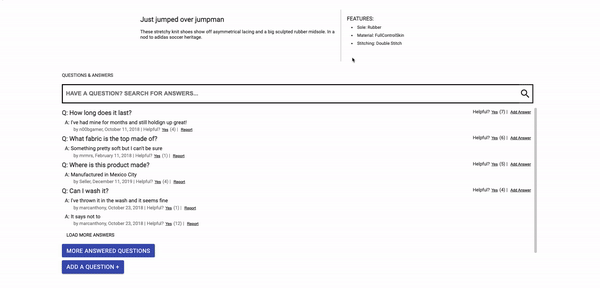 Just jumped over jumpman
These stretchy knit shoes show off asymmetrical lacing and a big sculpted rubber midsole. In a
nod to adidas soccer heritage.
FEATURES:
Sole: Rubber
Material: FullControlSkin
Stitching: Double Stitch
QUESTIONS & ANSWERS
HAVE A QUESTION? SEARCH FOR ANSWERS...
Q: How long does it last?
Helpful? Yes (7) | Add Answer
A: I've had mine for months and still holdign up great!
by n00bgamer, October 11, 2018 | Helpful? Yes (4) | Report
Q: What fabric is the top made of?
Helpful? Yes (6) | Add Answer
A: Something pretty soft but I can't be sure
by mmms, February 11, 2018 | Helpful? Yes (1) | Report
Q: Where is this product made?
Helpful? Yes (5) | Add Answer
A: Manufactured in Mexico City
by Seller, December 11, 2019 | Helpful? Yes (4) | Report
Q: Can I wash it?
Helpful? Yes (4) | Add Answer
A: I've thrown it in the wash and it seems fine
by marcanthony, October 23, 2018 | Helpful? Yes (1) | Report
A: It says not to
by marcanthony, October 23, 2018 | Helpful? Yes (12) | Report
LOAD MORE ANSWERS
MORE ANSWERED QUESTIONS
ADD A QUESTION +